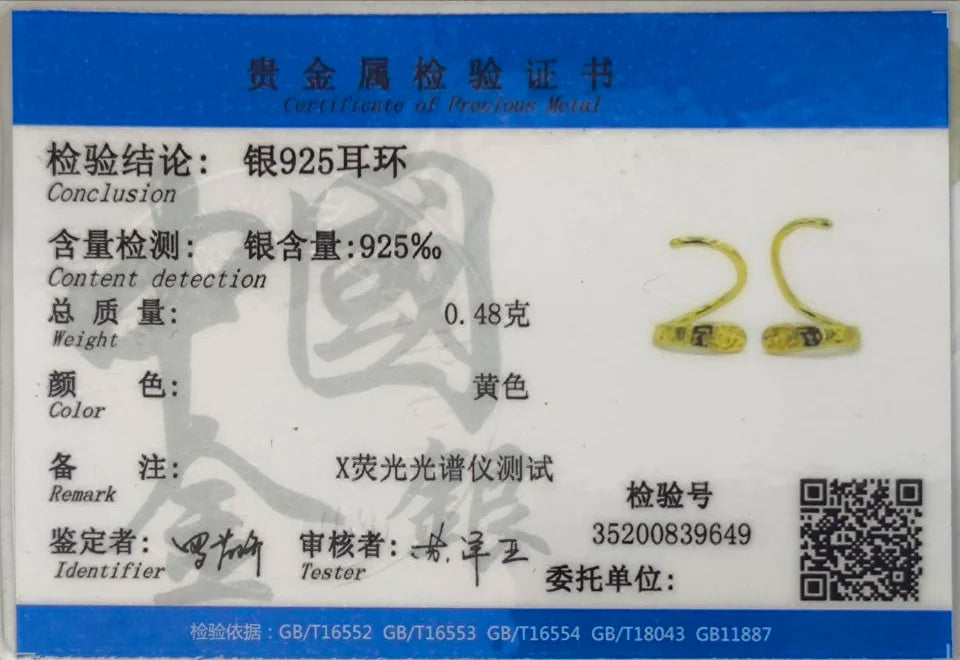 贵金属检验证书
Certificate of Precious Metal
检验结论: 银925耳环
Conclusion
含量检测: 银含量:925‰
Content detection
总质量: 0.48克
Weight
颜色: 黄色
Color
备注: X荧光光谱仪测试
Remark
检验号
35200839649
鉴定者: 审核者:
Identifier Tester
委托单位:
中國
金銀
检验依据：GB/T16552 GB/T16553 GB/T16554 GB/T18043 GB11887